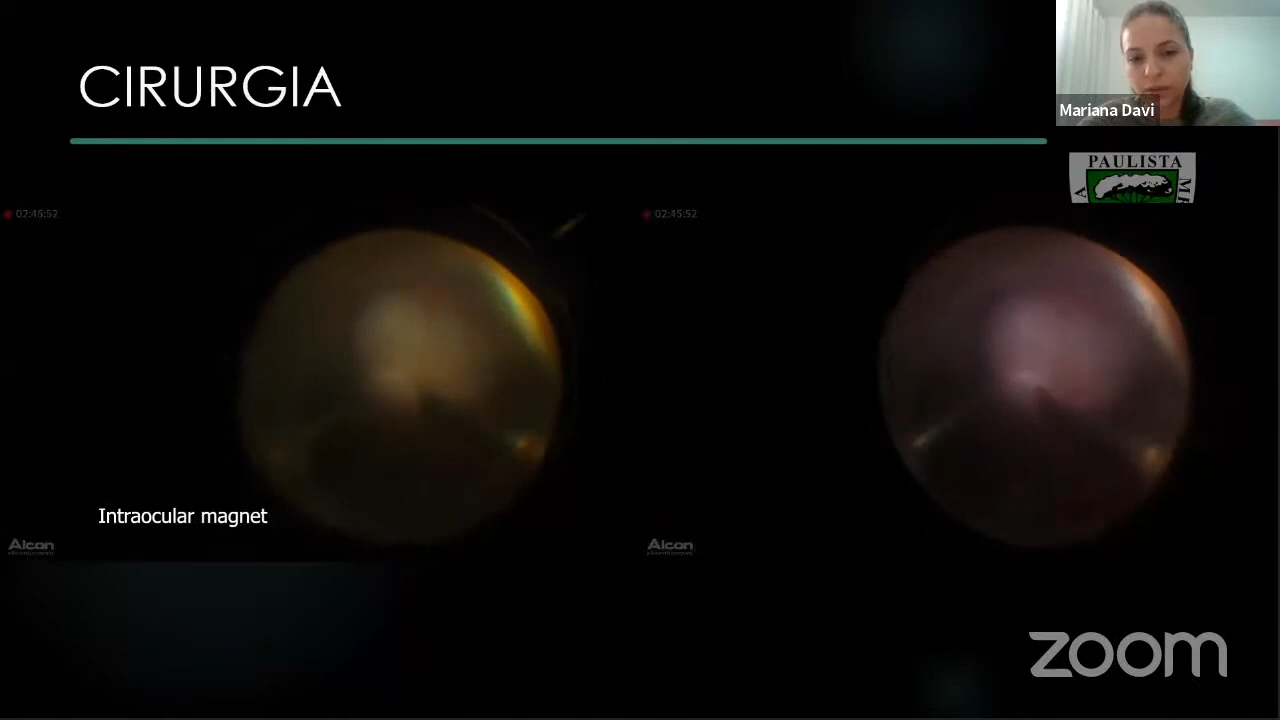 CIRURGIA
Mariana Davi
PAULISTA
02:45:52
02:45:52
Intraocular magnet
Alcon
Alcon
zoom